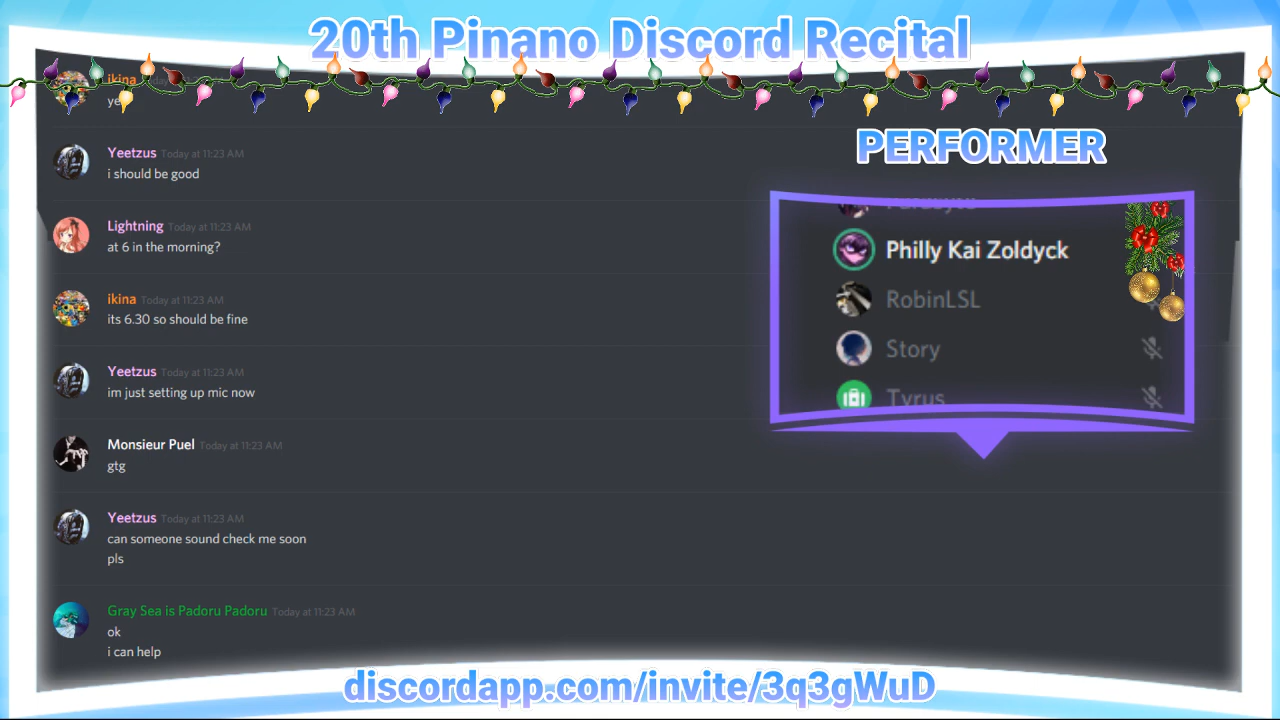 20th Pinano Discord Recital
ikina
ye
Yeetzus Today at 11:23 AM
i should be good
Lightning Today at 11:23 AM
at 6 in the morning?
ikina Today at 11:23 AM
its 6.30 so should be fine
Yeetzus Today at 11:23 AM
im just setting up mic now
Monsieur Puel Today at 11:23 AM
gtg
Yeetzus Today at 11:23 AM
can someone sound check me soon
pls
Gray Sea is Padoru Padoru Today at 11:23 AM
ok
i can help
PERFORMER
Philly Kai Zoldyck
RobinLSL
Story
Tyrus
discordapp.com/invite/3q3gWuD